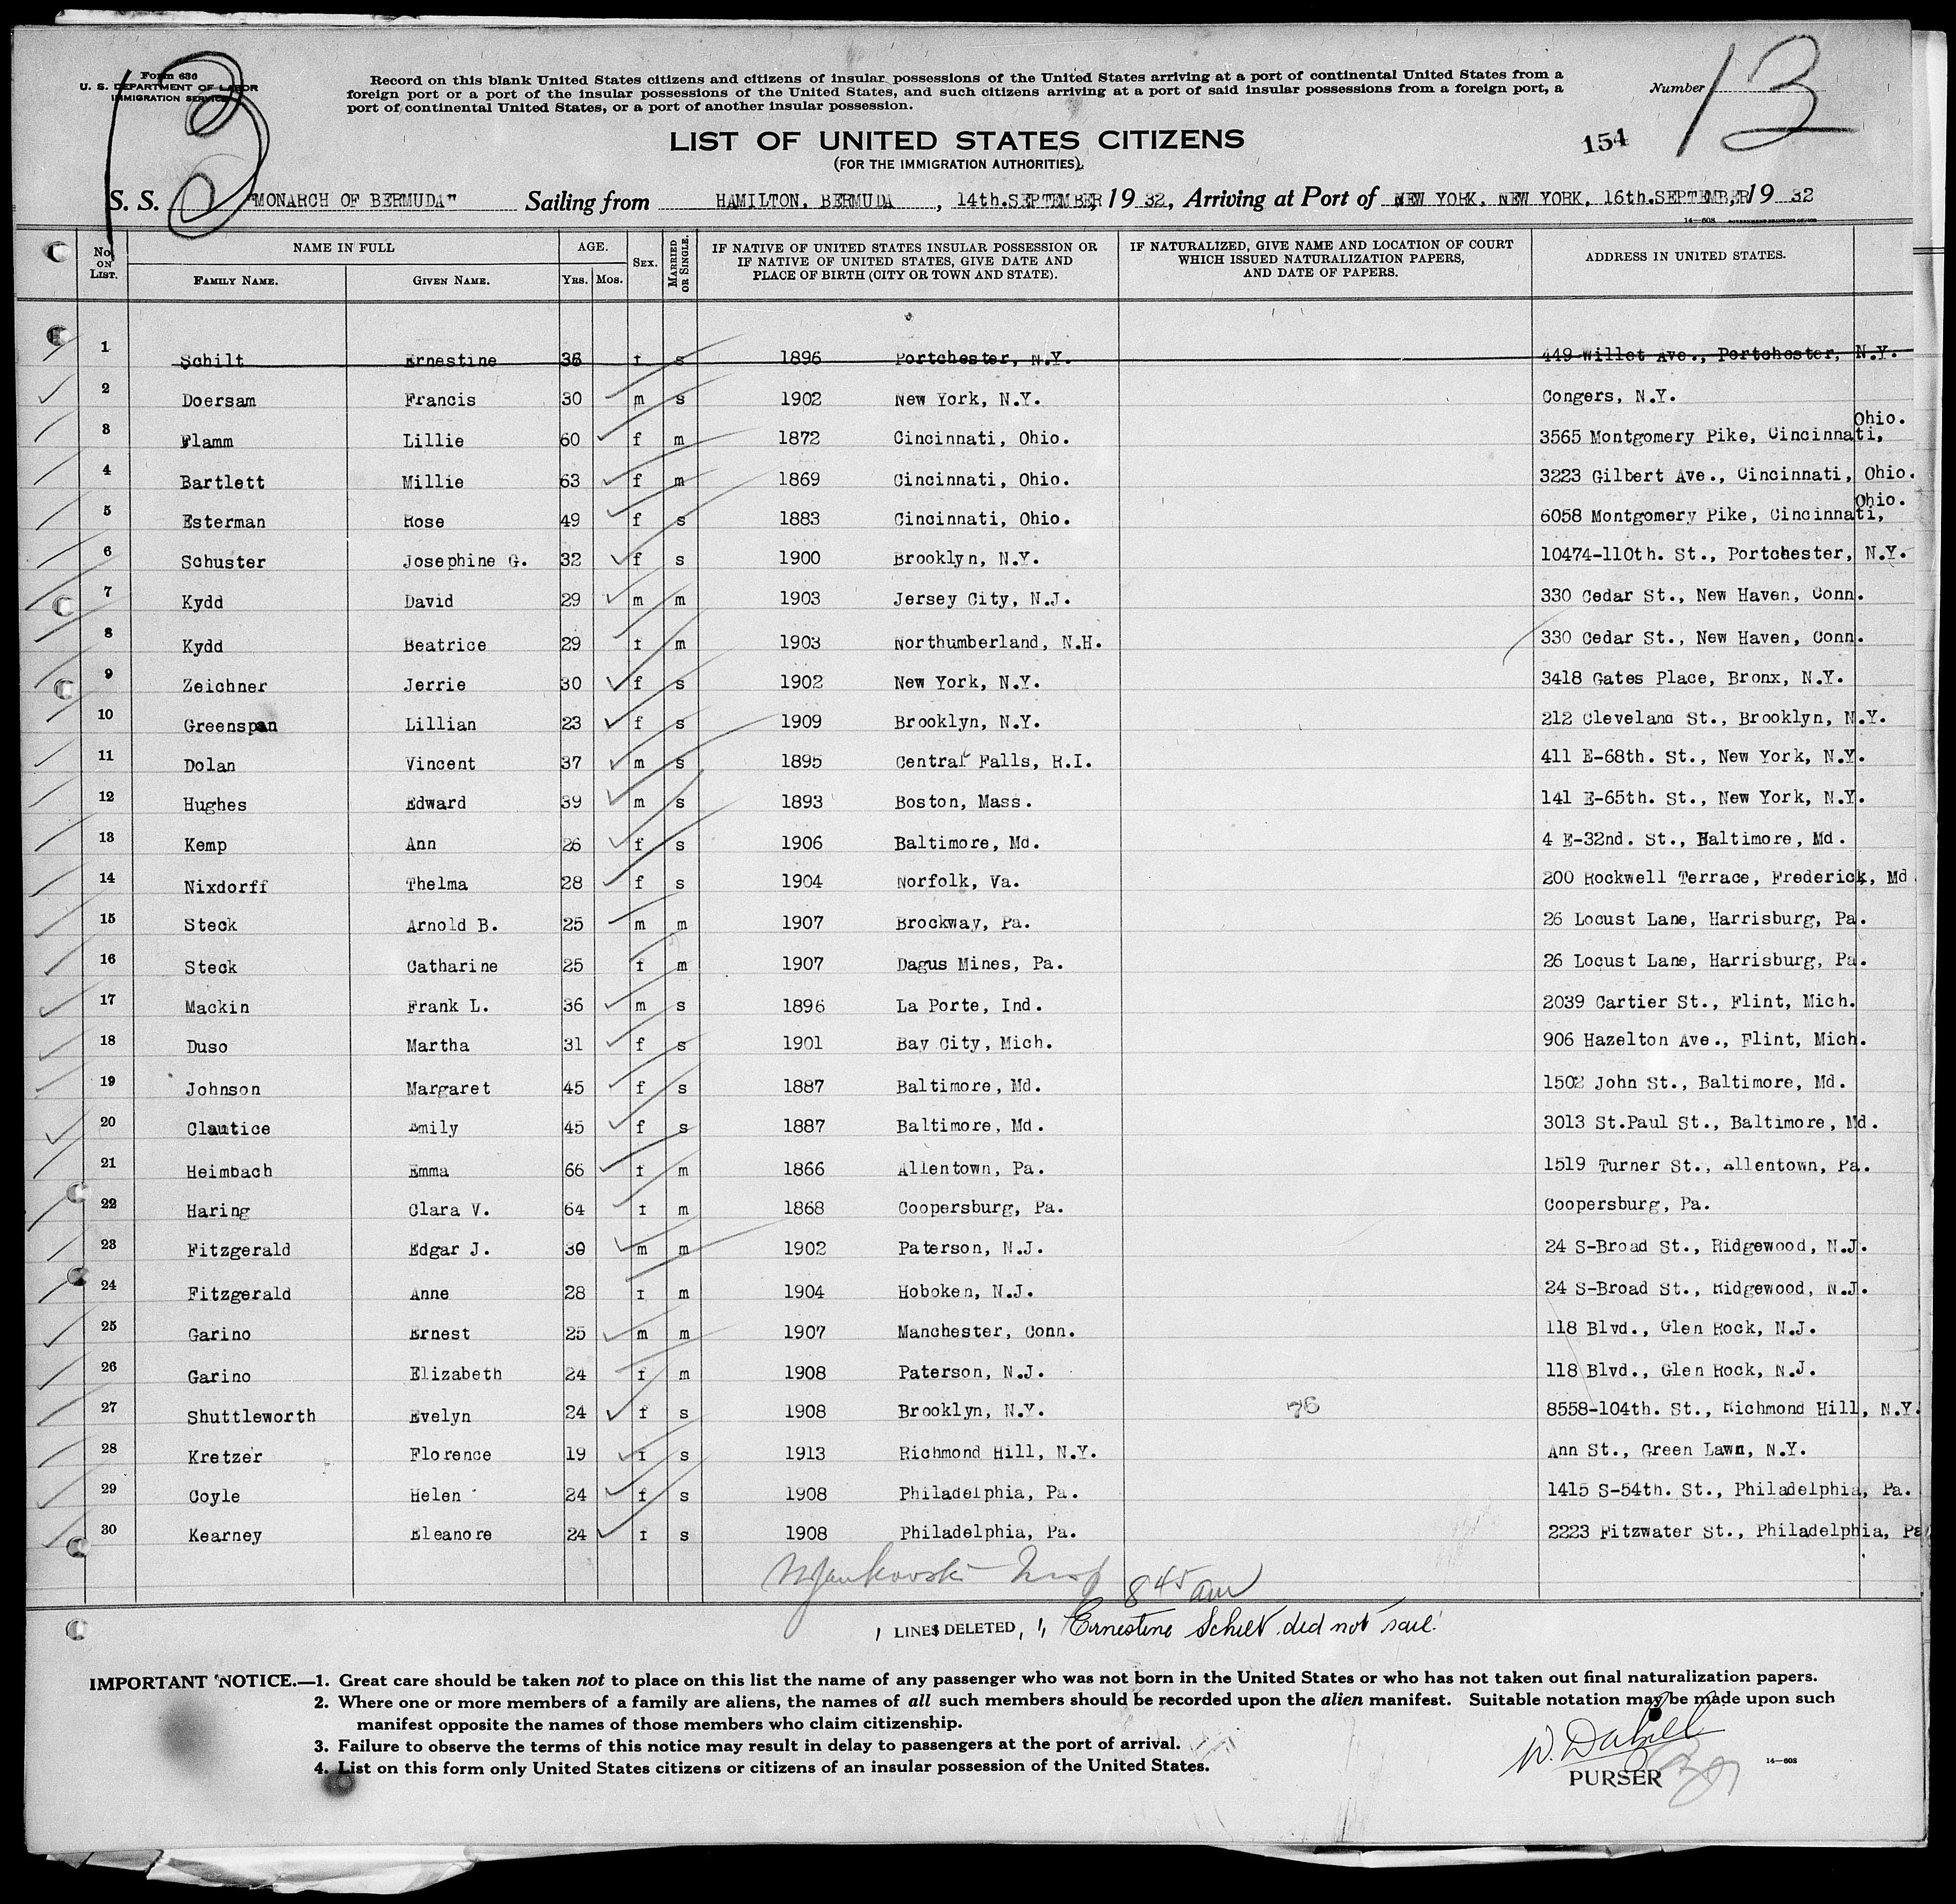 Form 630
U. S. DEPARTMENT OF LABOR
IMMIGRATION SERVICE
13
Record on this blank United States citizens and citizens of insular possessions of the United States arriving at a port of continental United States from a
foreign port or a port of the insular possessions of the United States, and such citizens arriving at a port of said insular possessions from a foreign port, a
port of continental United States, or a port of another insular possession.
Number 13
LIST OF UNITED STATES CITIZENS
(FOR THE IMMIGRATION AUTHORITIES)
154
S. S. "MONARCH OF BERMUDA" Sailing from HAMILTON, BERMUDA, 14th.SEPTEMBER, 1932, Arriving at Port of NEW YORK, NEW YORK, 16th.SEPTEMBER, 1932
14-608 GOVERNMENT PRINTING OFFICE
No. ON LIST. NAME IN FULL FAMILY NAME. GIVEN NAME. AGE. YRS. MOS. SEX. MARRIED OR SINGLE. IF NATIVE OF UNITED STATES INSULAR POSSESSION OR IF NATIVE OF UNITED STATES, GIVE DATE AND PLACE OF BIRTH (CITY OR TOWN AND STATE). IF NATURALIZED, GIVE NAME AND LOCATION OF COURT WHICH ISSUED NATURALIZATION PAPERS, AND DATE OF PAPERS. ADDRESS IN UNITED STATES.
1 Schilt Ernestine 36 f s 1896 Portchester, N.Y. 449 Willet Ave., Portchester, N.Y.
2 Doersam Francis 30 m s 1902 New York, N.Y. Congers, N.Y.
3 Flamm Lillie 60 f m 1872 Cincinnati, Ohio. 3565 Montgomery Pike, Cincinnati, Ohio.
4 Bartlett Millie 63 f m 1869 Cincinnati, Ohio. 3223 Gilbert Ave., Cincinnati, Ohio.
5 Esterman Rose 49 f s 1883 Cincinnati, Ohio. 6058 Montgomery Pike, Cincinnati, Ohio.
6 Schuster Josephine G. 32 f s 1900 Brooklyn, N.Y. 10474-110th. St., Portchester, N.Y.
7 Kydd David 29 m m 1903 Jersey City, N.J. 330 Cedar St., New Haven, Conn.
8 Kydd Beatrice 29 f m 1903 Northumberland, N.H. 330 Cedar St., New Haven, Conn.
9 Zeichner Jerrie 30 f s 1902 New York, N.Y. 3418 Gates Place, Bronx, N.Y.
10 Greenspan Lillian 23 f s 1909 Brooklyn, N.Y. 212 Cleveland St., Brooklyn, N.Y.
11 Dolan Vincent 37 m s 1895 Central Falls, R.I. 411 E-68th. St., New York, N.Y.
12 Hughes Edward 39 m s 1893 Boston, Mass. 141 E-65th. St., New York, N.Y.
13 Kemp Ann 26 f s 1906 Baltimore, Md. 4 E-32nd. St., Baltimore, Md.
14 Nixdorff Thelma 28 f s 1904 Norfolk, Va. 200 Rockwell Terrace, Frederick, Md.
15 Steck Arnold B. 25 m m 1907 Brockway, Pa. 26 Locust Lane, Harrisburg, Pa.
16 Steck Catharine 25 f m 1907 Dagus Mines, Pa. 26 Locust Lane, Harrisburg, Pa.
17 Mackin Frank L. 36 m s 1896 La Porte, Ind. 2039 Cartier St., Flint, Mich.
18 Duso Martha 31 f s 1901 Bay City, Mich. 906 Hazelton Ave., Flint, Mich.
19 Johnson Margaret 45 f s 1887 Baltimore, Md. 1502 John St., Baltimore, Md.
20 Clautice Emily 45 f s 1887 Baltimore, Md. 3013 St.Paul St., Baltimore, Md.
21 Heimbach Emma 66 f m 1866 Allentown, Pa. 1519 Turner St., Allentown, Pa.
22 Haring Clara V. 64 f m 1868 Coopersburg, Pa. Coopersburg, Pa.
23 Fitzgerald Edgar J. 30 m m 1902 Paterson, N.J. 24 S-Broad St., Ridgewood, N.J.
24 Fitzgerald Anne 28 f m 1904 Hoboken, N.J. 24 S-Broad St., Ridgewood, N.J.
25 Garino Ernest 25 m m 1907 Manchester, Conn. 118 Blvd., Glen Rock, N.J.
26 Garino Elizabeth 24 f m 1908 Paterson, N.J. 118 Blvd., Glen Rock, N.J.
27 Shuttleworth Evelyn 24 f s 1908 Brooklyn, N.Y. 76 8558-104th. St., Richmond Hill, N.Y.
28 Kretzer Florence 19 f s 1913 Richmond Hill, N.Y. Ann St., Green Lawn, N.Y.
29 Coyle Helen 24 f s 1908 Philadelphia, Pa. 1415 S-54th. St., Philadelphia, Pa.
30 Kearney Eleanore 24 f s 1908 Philadelphia, Pa. 2223 Fitzwater St., Philadelphia, Pa
8 45 am
1 LINES DELETED, 1, Ernestine Schilt did not sail.
IMPORTANT NOTICE.—1. Great care should be taken not to place on this list the name of any passenger who was not born in the United States or who has not taken out final naturalization papers.
2. Where one or more members of a family are aliens, the names of all such members should be recorded upon the alien manifest. Suitable notation may be made upon such
manifest opposite the names of those members who claim citizenship.
3. Failure to observe the terms of this notice may result in delay to passengers at the port of arrival.
4. List on this form only United States citizens or citizens of an insular possession of the United States.
PURSER
14-608